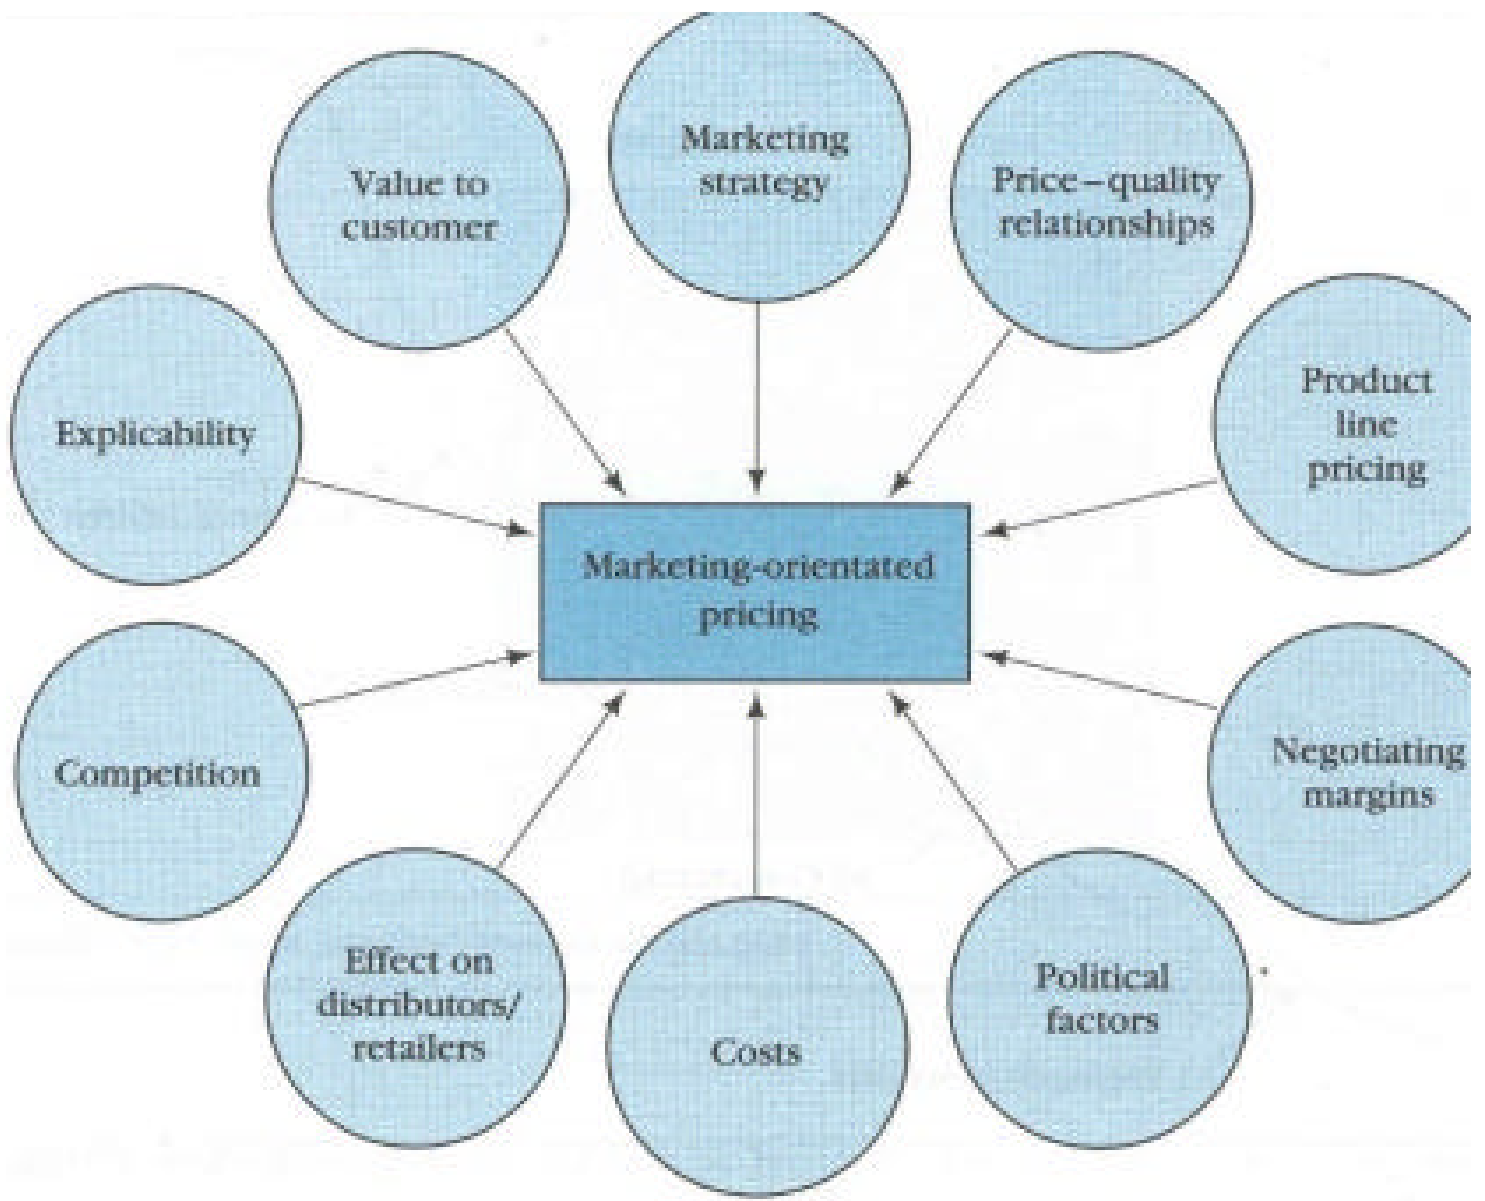 Marketing
strategy
Value to
customer
Price–quality
relationships
Explicability
Product
line
pricing
Marketing-orientated
pricing
Competition
Negotiating
margins
Effect on
distributors/
retailers
Costs
Political
factors